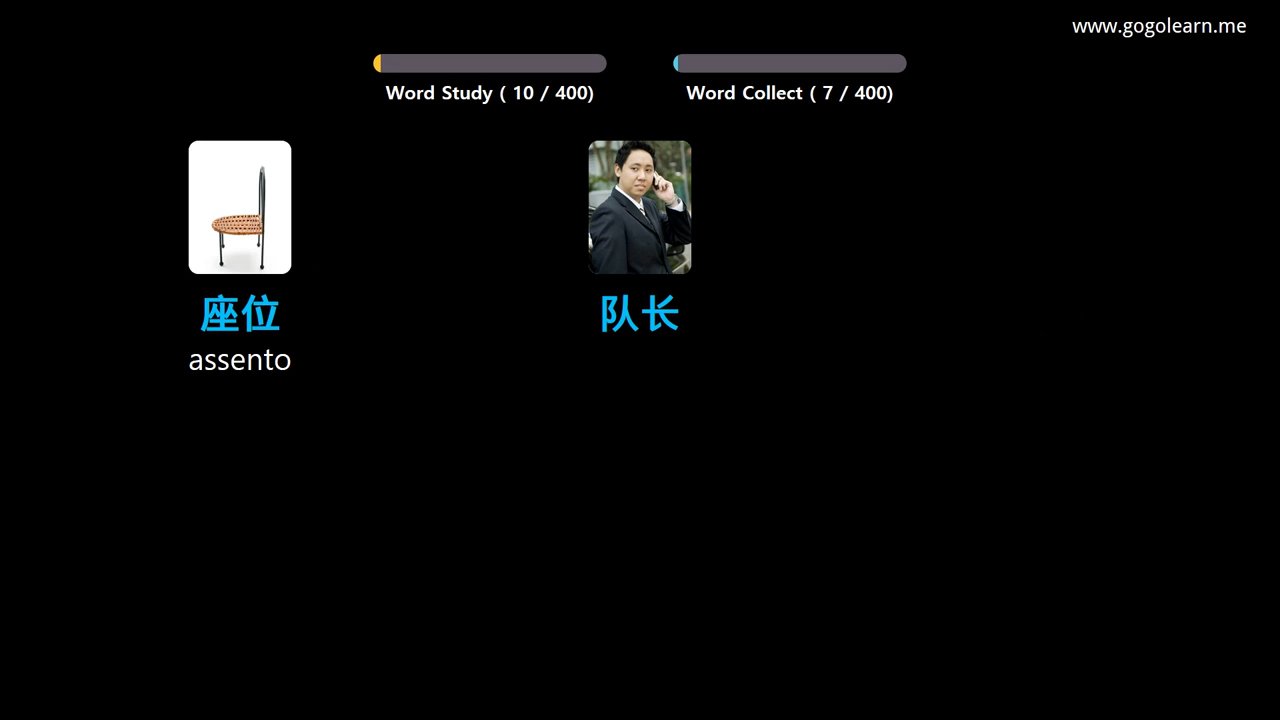 www.gogolearn.me
Word Study ( 10 / 400)
Word Collect ( 7 / 400)
座位
队长
assento